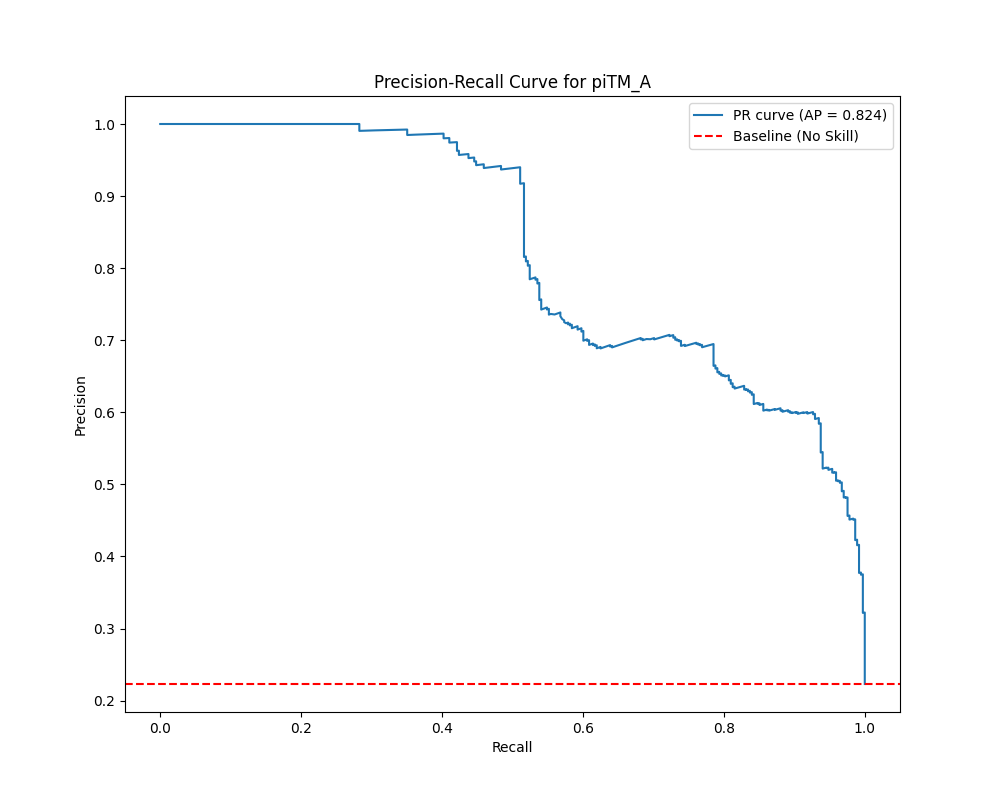 Precision-Recall Curve for piTM_A
PR curve (AP = 0.824)
Baseline (No Skill)
Precision
1.0
0.9
0.8
0.7
0.6
0.5
0.4
0.3
0.2
0.0 0.2 0.4 0.6 0.8 1.0
Recall